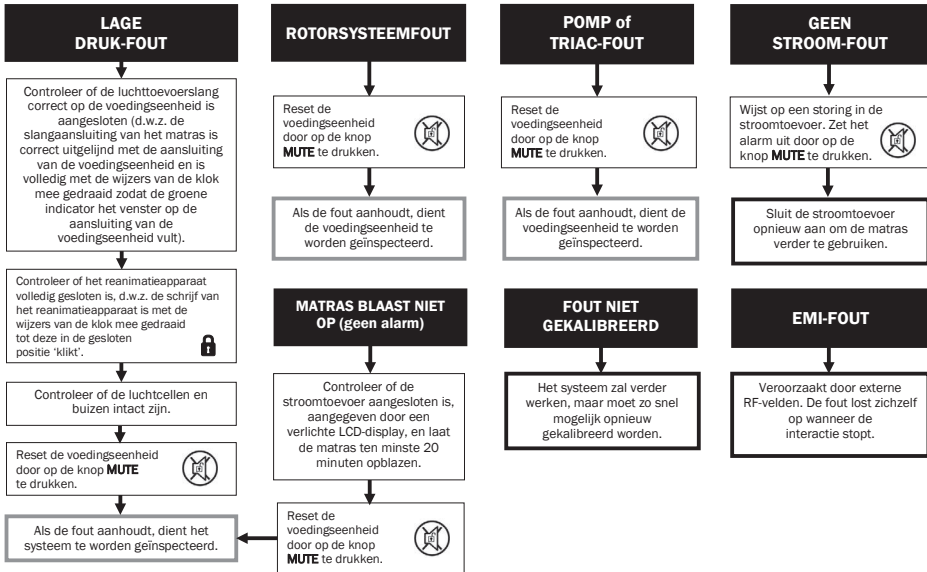 LAGE
DRUK-FOUT
Controleer of de luchttoevoerslang
correct op de voedingseenheid is
aangesloten (d.w.z. de
slangaansluiting van het matras is
correct uitgelijnd met de aansluiting
van de voedingseenheid en is
volledig met de wijzers van de klok
mee gedraaid zodat de groene
indicator het venster op de
aansluiting van de
voedingseenheid vult).
Controleer of het reanimatieapparaat
volledig gesloten is, d.w.z. de schrijf van
het reanimatieapparaat is met de
wijzers van de klok mee gedraaid
tot deze in de gesloten
positie ‘klikt’.
Controleer of de luchtcellen en
buizen intact zijn.
Reset de voedingseenheid
door op de knop MUTE
te drukken.
Als de fout aanhoudt, dient het
systeem te worden geïnspecteerd.
ROTORSYSTEEMFOUT
Reset de
voedingseenheid
door op de knop
MUTE te drukken.
Als de fout aanhoudt, dient
de voedingseenheid te
worden geïnspecteerd.
MATRAS BLAAST NIET
OP (geen alarm)
Controleer of de
stroomtoevoer aangesloten is,
aangegeven door een
verlichte LCD-display, en laat
de matras ten minste 20
minuten opblazen.
Reset de
voedingseenheid
door op de knop
MUTE te drukken.
POMP of
TRIAC-FOUT
Reset de
voedingseenheid
door op de knop
MUTE te drukken.
Als de fout aanhoudt, dient de
voedingseenheid te worden
geïnspecteerd.
FOUT NIET
GEKALIBREERD
Het systeem zal verder
werken, maar moet zo snel
mogelijk opnieuw
gekalibreerd worden.
GEEN
STROOM-FOUT
Wijst op een storing in de
stroomtoevoer. Zet het
alarm uit door op de
knop MUTE te drukken.
Sluit de stroomtoevoer
opnieuw aan om de matras
verder te gebruiken.
EMI-FOUT
Veroorzaakt door externe
RF-velden. De fout lost zichzelf
op wanneer de
interactie stopt.